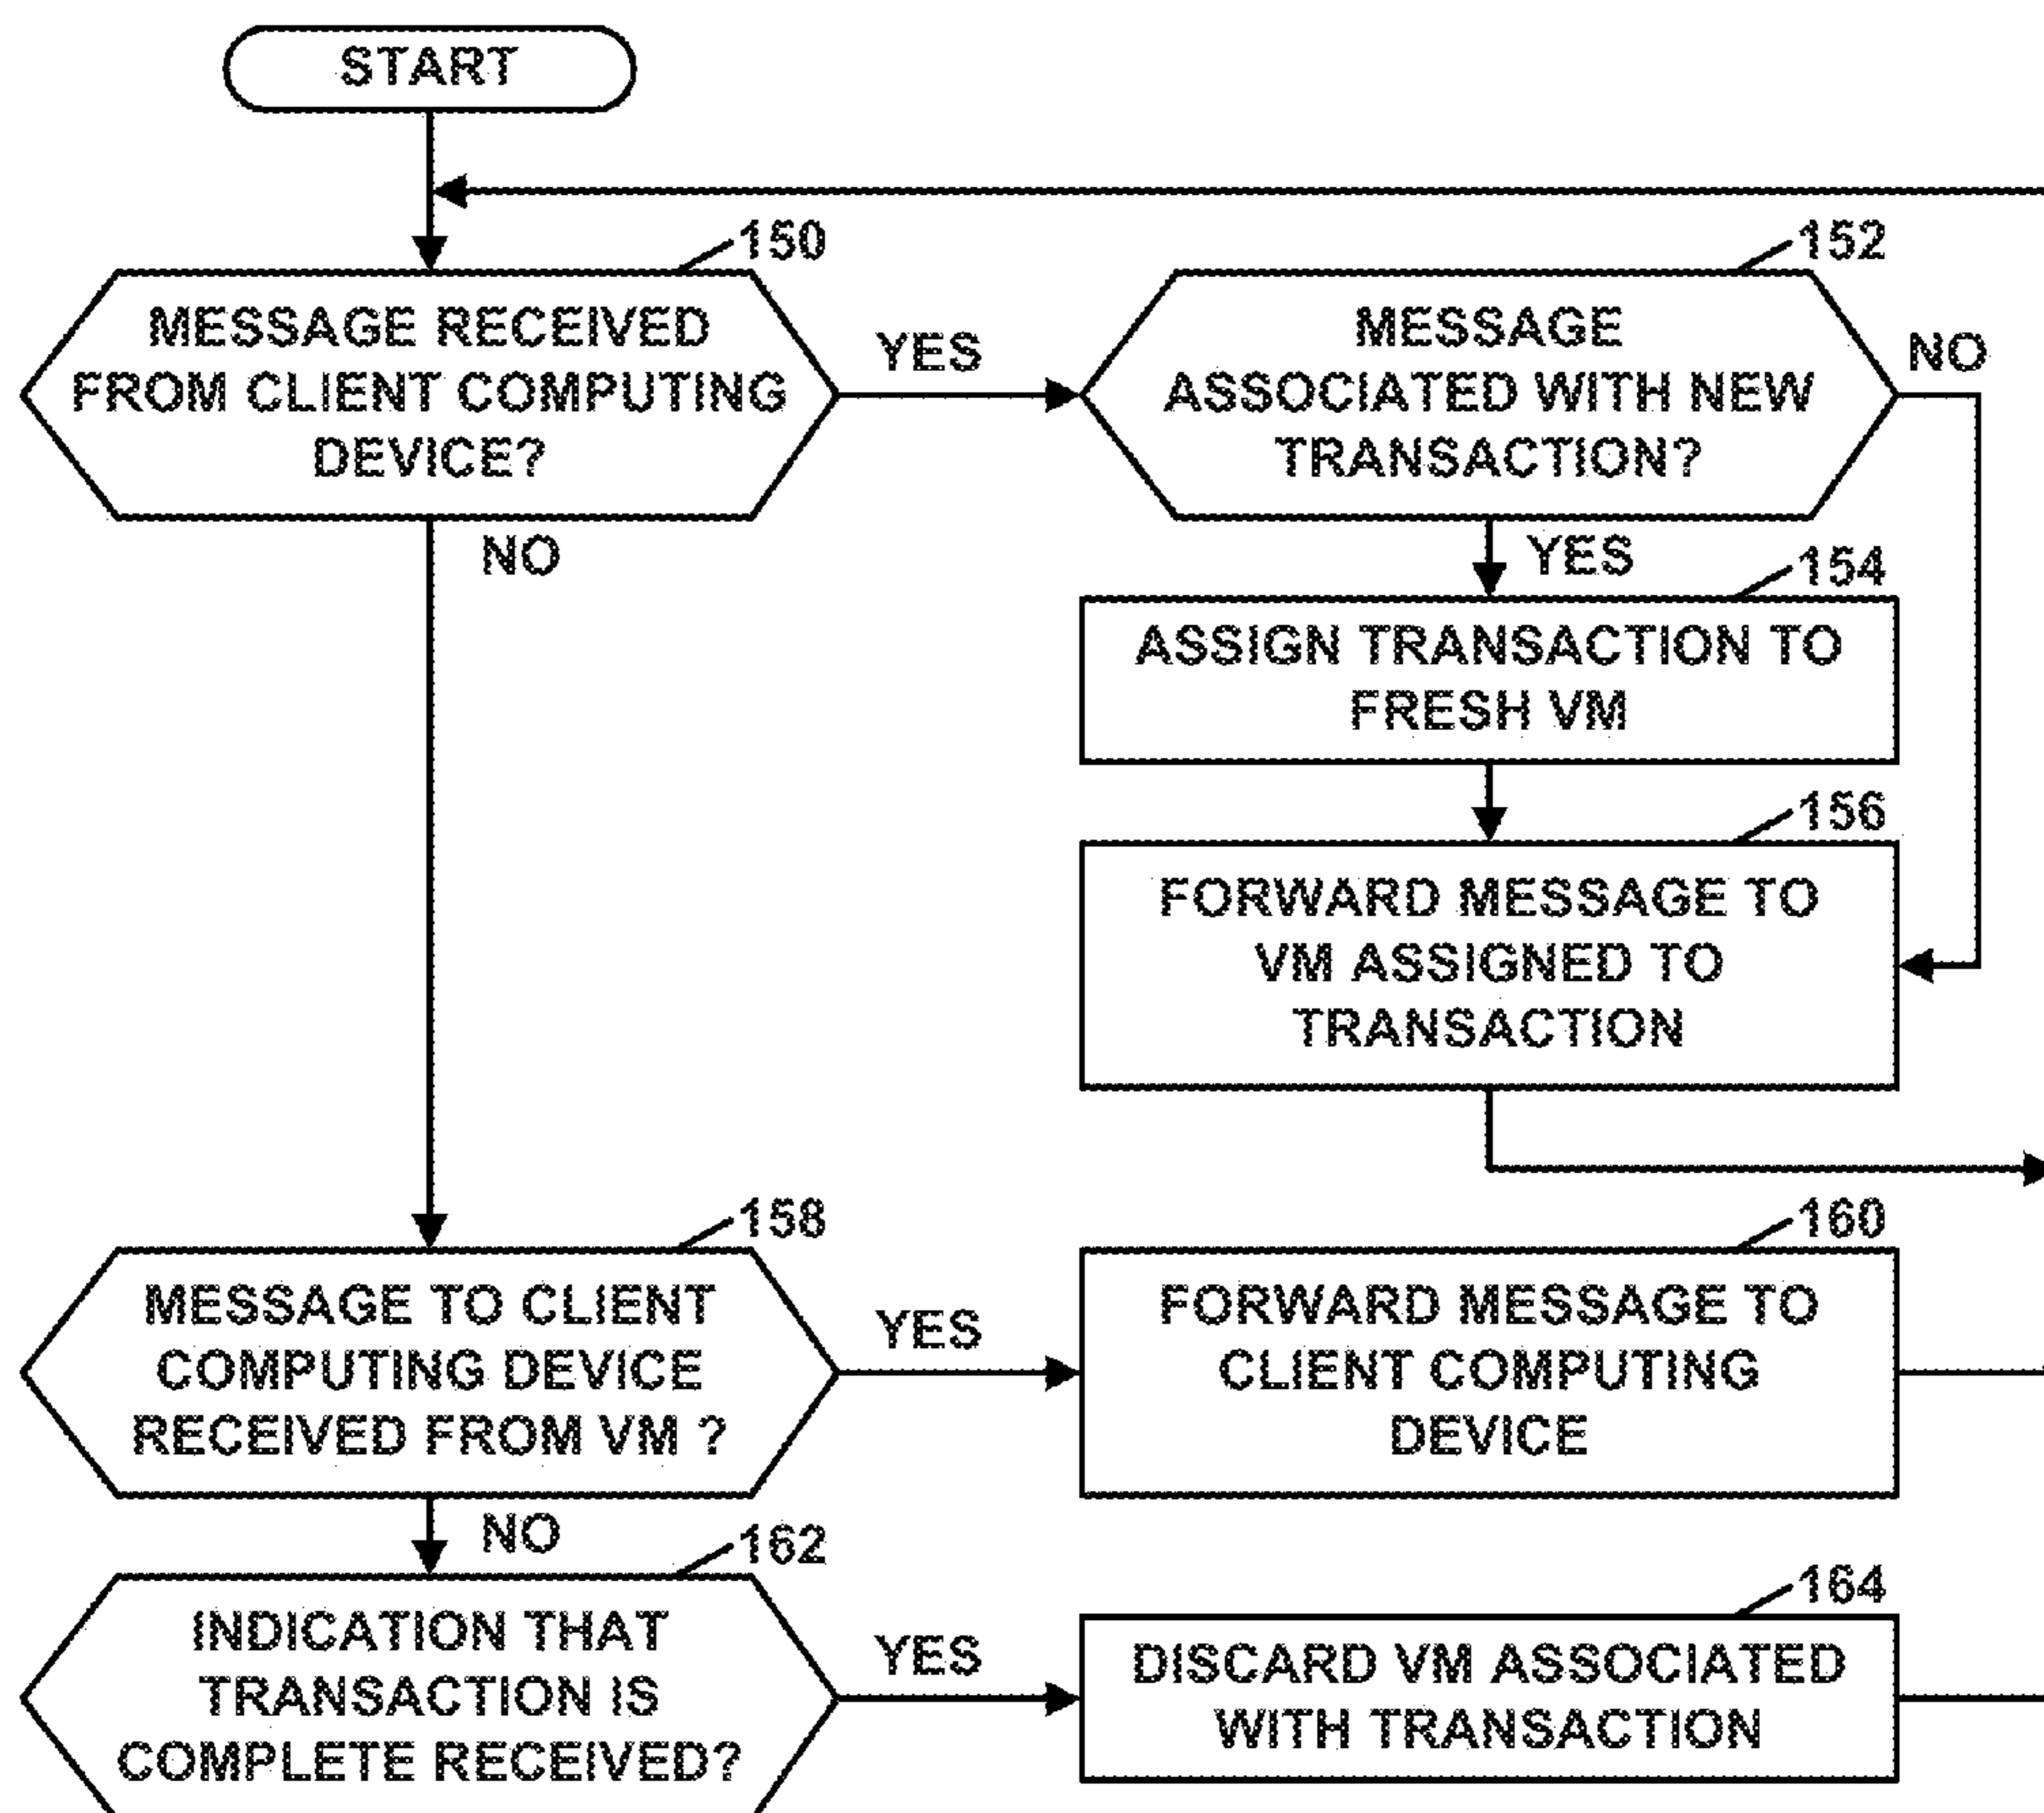 START
150
MESSAGE RECEIVED
FROM CLIENT COMPUTING
DEVICE?
YES
NO
152
MESSAGE
ASSOCIATED WITH NEW
TRANSACTION?
NO
YES
154
ASSIGN TRANSACTION TO
FRESH VM
156
FORWARD MESSAGE TO
VM ASSIGNED TO
TRANSACTION
158
MESSAGE TO CLIENT
COMPUTING DEVICE
RECEIVED FROM VM ?
YES
NO
160
FORWARD MESSAGE TO
CLIENT COMPUTING
DEVICE
162
INDICATION THAT
TRANSACTION IS
COMPLETE RECEIVED?
YES
164
DISCARD VM ASSOCIATED
WITH TRANSACTION